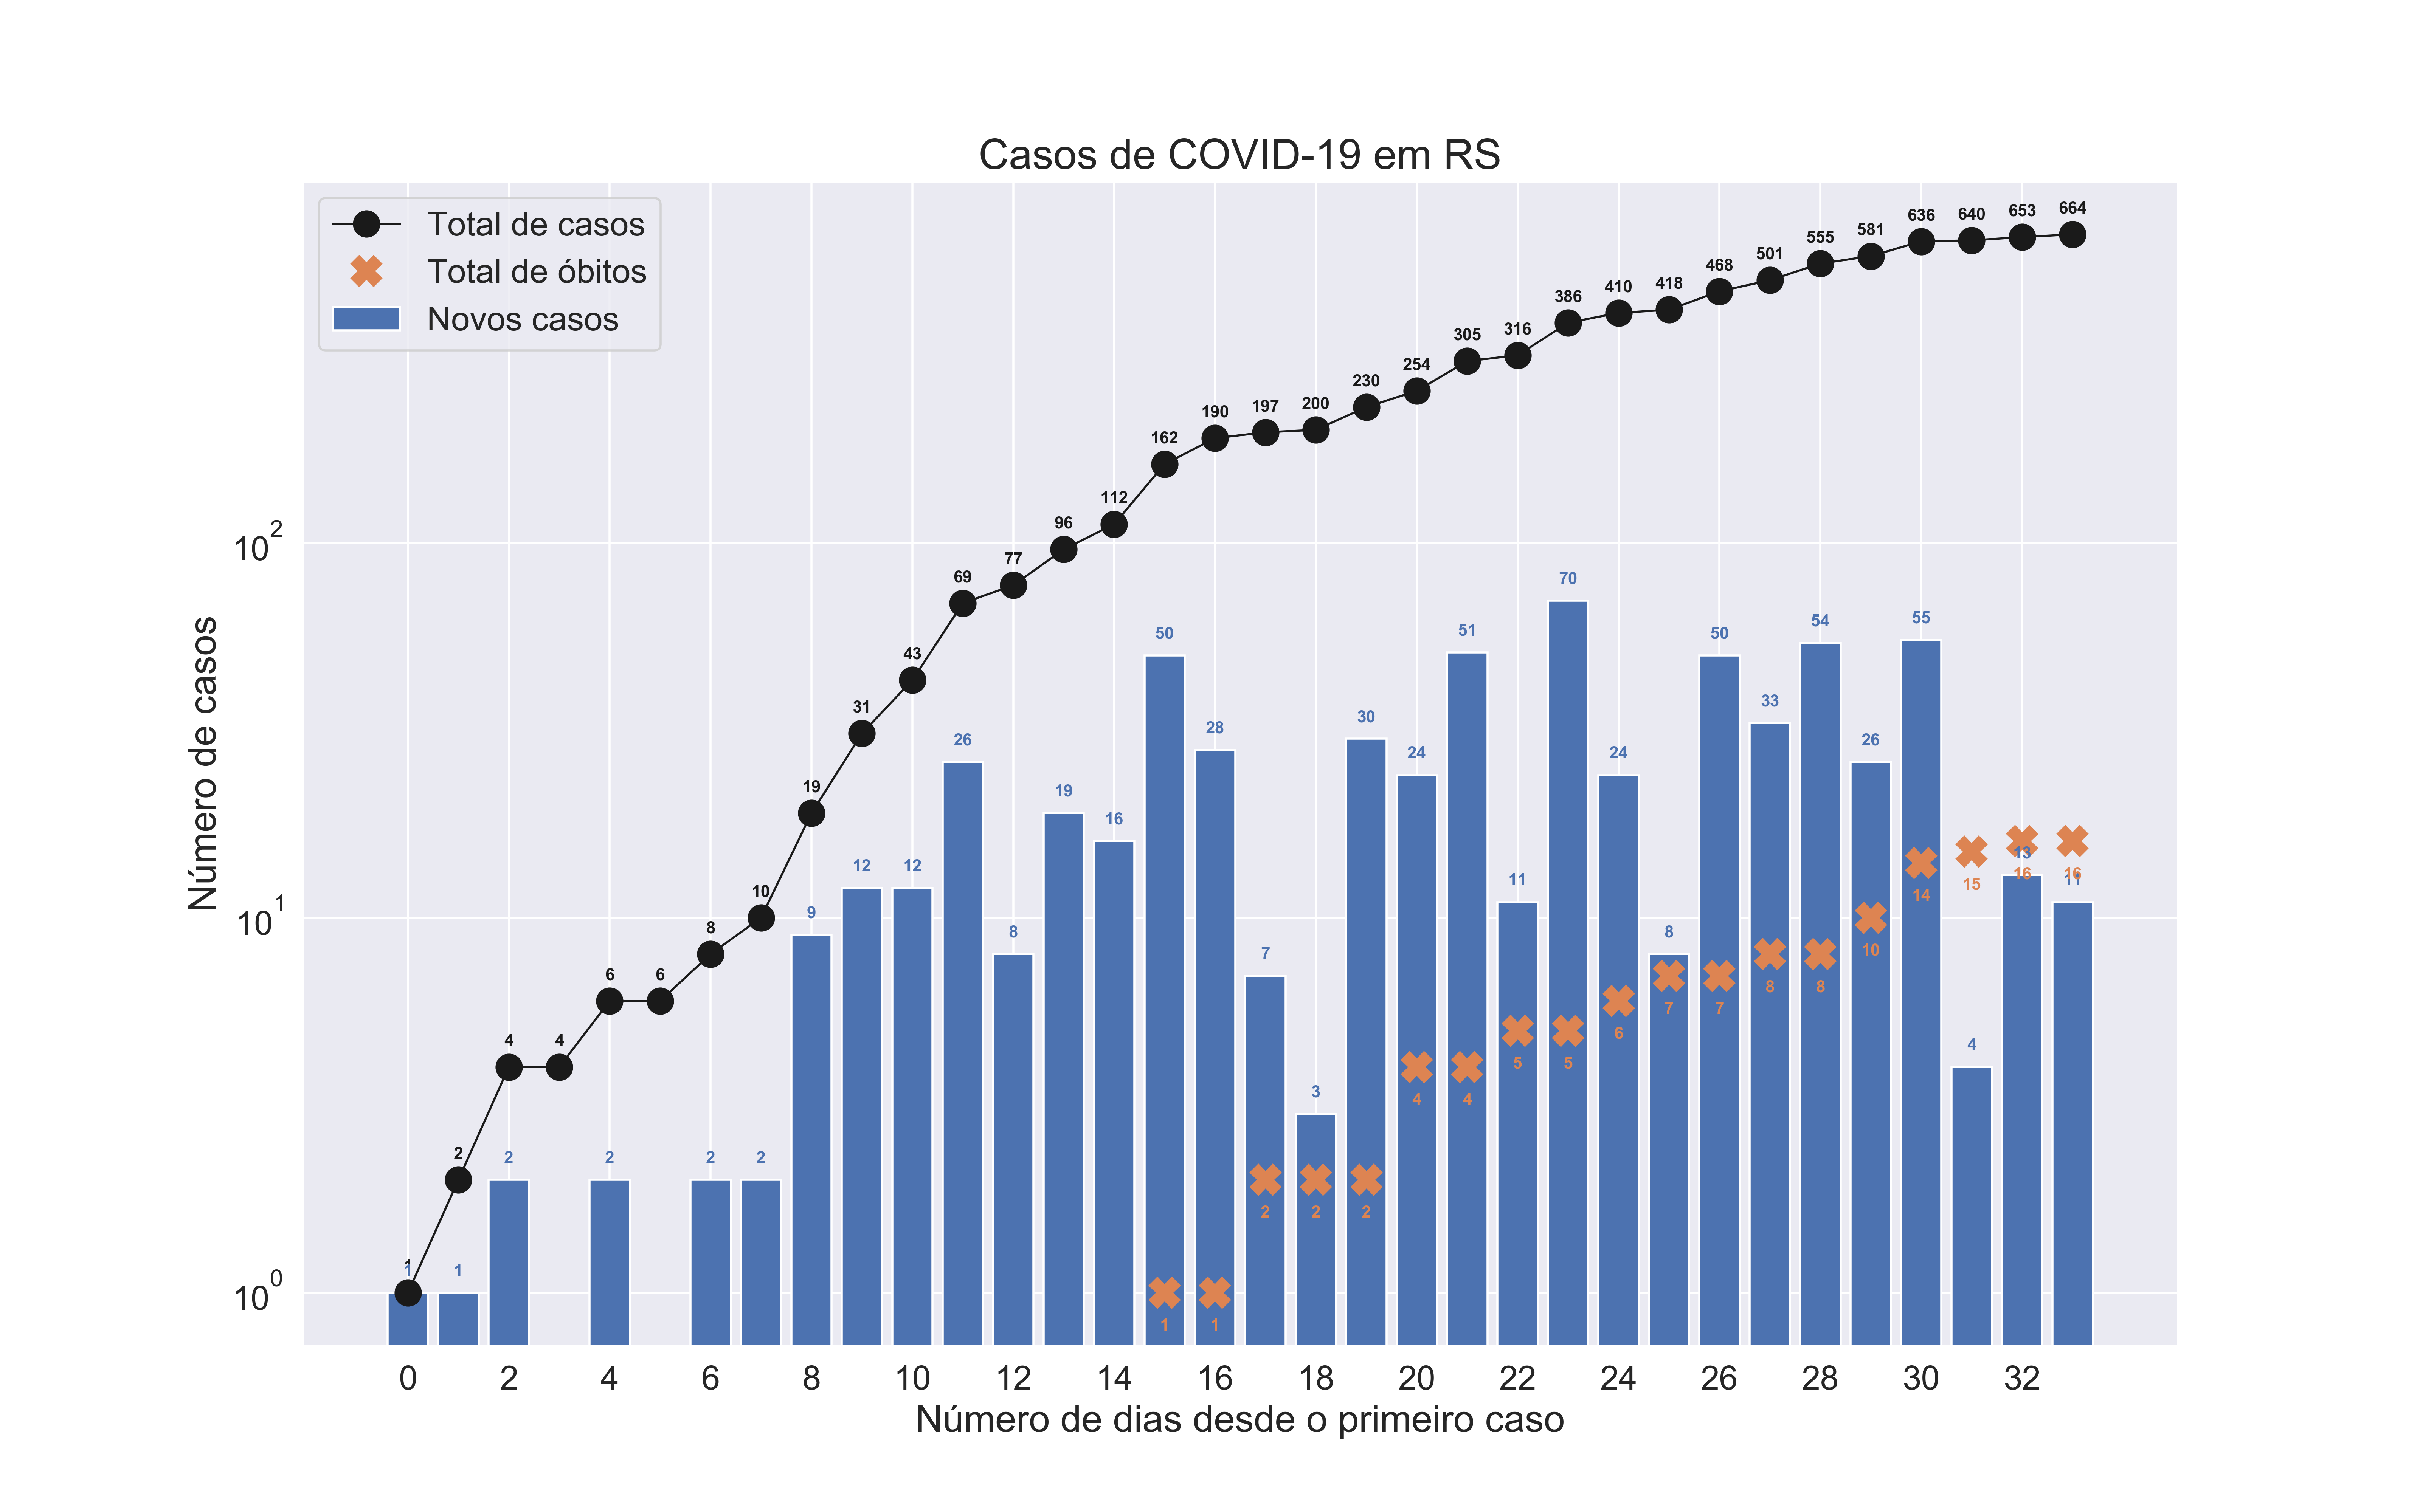 Casos de COVID-19 em RS
Total de casos
Total de óbitos
Novos casos
Número de casos
10^2
10^1
10^0
1 2 4 4 6 6 8 10 19 31 43 69 77 96 112 162 190 197 200 230 254 305 316 386 410 418 468 501 555 581 636 640 653 664
1 1 2 2 2 2 9 12 12 26 8 19 16 50 28 7 3 30 24 51 11 70 24 8 50 33 54 26 55 4 13 11
1 1 2 2 2 4 4 5 5 6 7 7 8 8 10 14 15 16 16
0 2 4 6 8 10 12 14 16 18 20 22 24 26 28 30 32
Número de dias desde o primeiro caso